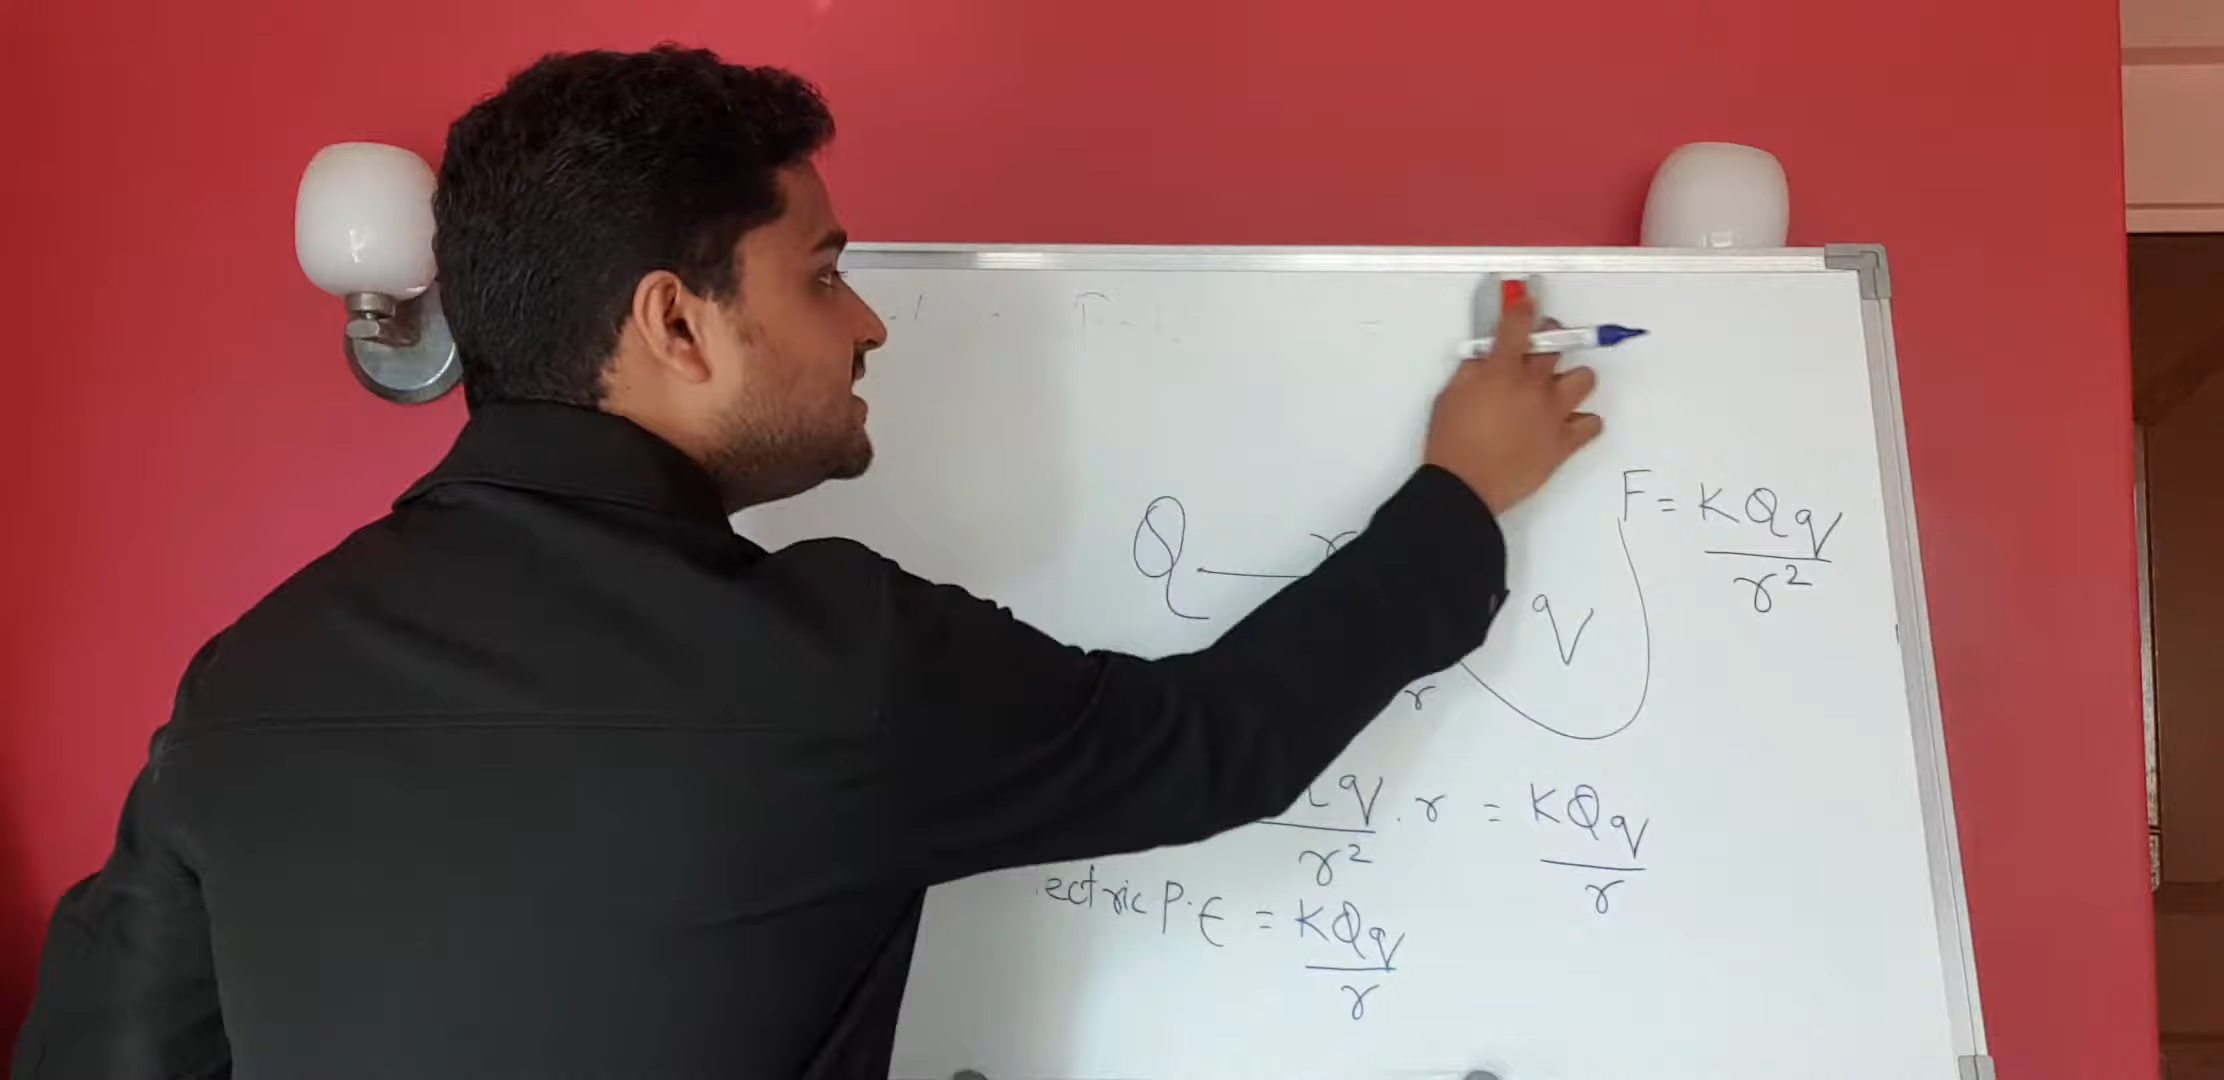 F = KQq/r²
Q r
q
r
q/r² . r = KQq/r
ectric P.E = KQq/r